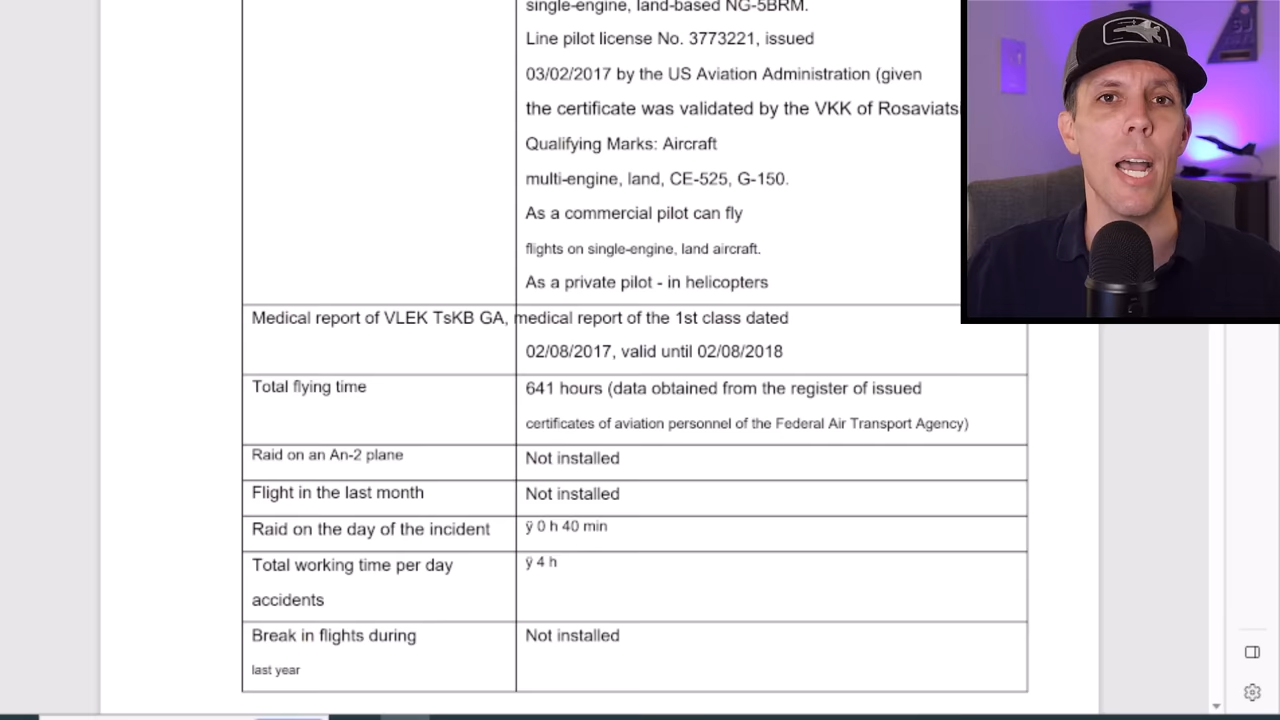 single-engine, land-based NG-5BRM.
Line pilot license No. 3773221, issued
03/02/2017 by the US Aviation Administration (given
the certificate was validated by the VKK of Rosaviats
Qualifying Marks: Aircraft
multi-engine, land, CE-525, G-150.
As a commercial pilot can fly
flights on single-engine, land aircraft.
As a private pilot - in helicopters
Medical report of VLEK TsKB GA, medical report of the 1st class dated
02/08/2017, valid until 02/08/2018
Total flying time
641 hours (data obtained from the register of issued
certificates of aviation personnel of the Federal Air Transport Agency)
Raid on an An-2 plane
Not installed
Flight in the last month
Not installed
Raid on the day of the incident
ÿ 0 h 40 min
Total working time per day
accidents
ÿ 4 h
Break in flights during
last year
Not installed